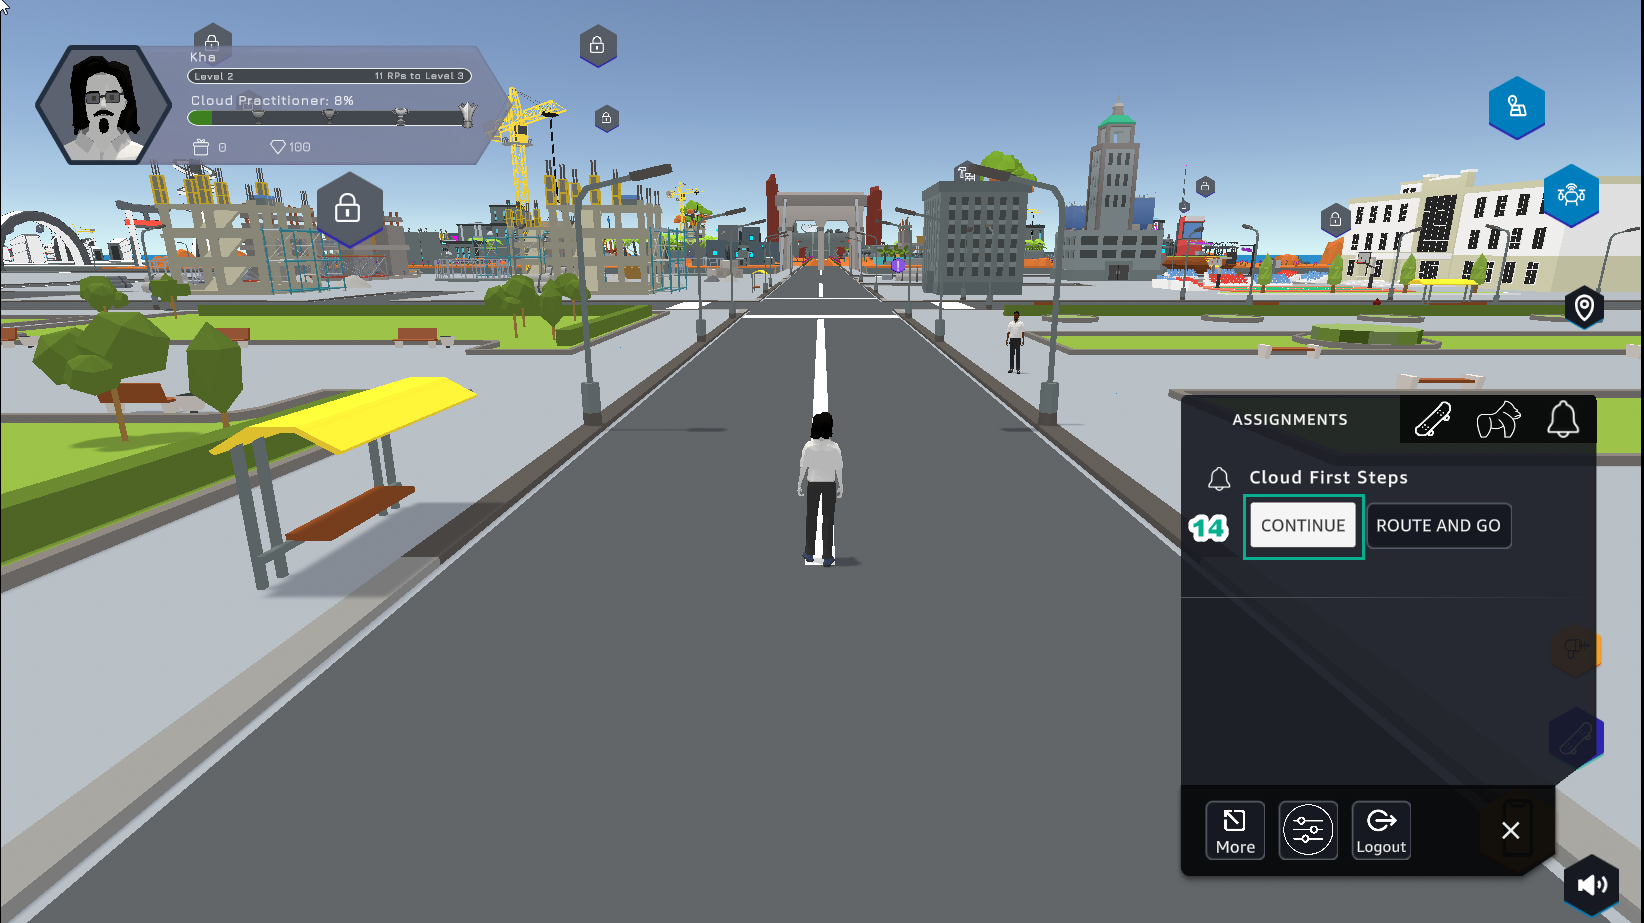 Kha
Level 2 11 RPs to Level 3
Cloud Practitioner: 8%
0 100
ASSIGNMENTS
Cloud First Steps
14 CONTINUE ROUTE AND GO
More Logout